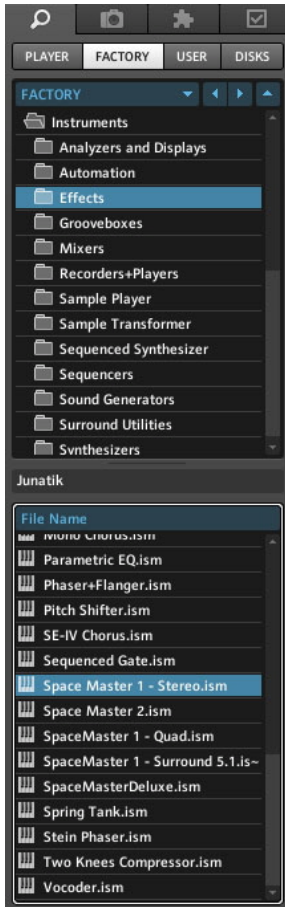 PLAYER FACTORY USER DISKS
FACTORY
Instruments
Analyzers and Displays
Automation
Effects
Grooveboxes
Mixers
Recorders+Players
Sample Player
Sample Transformer
Sequenced Synthesizer
Sequencers
Sound Generators
Surround Utilities
Synthesizers
Junatik
File Name
Mono Chorus.ism
Parametric EQ.ism
Phaser+Flanger.ism
Pitch Shifter.ism
SE-IV Chorus.ism
Sequenced Gate.ism
Space Master 1 - Stereo.ism
Space Master 2.ism
SpaceMaster 1 - Quad.ism
SpaceMaster 1 - Surround 5.1.is~
SpaceMasterDeluxe.ism
Spring Tank.ism
Stein Phaser.ism
Two Knees Compressor.ism
Vocoder.ism